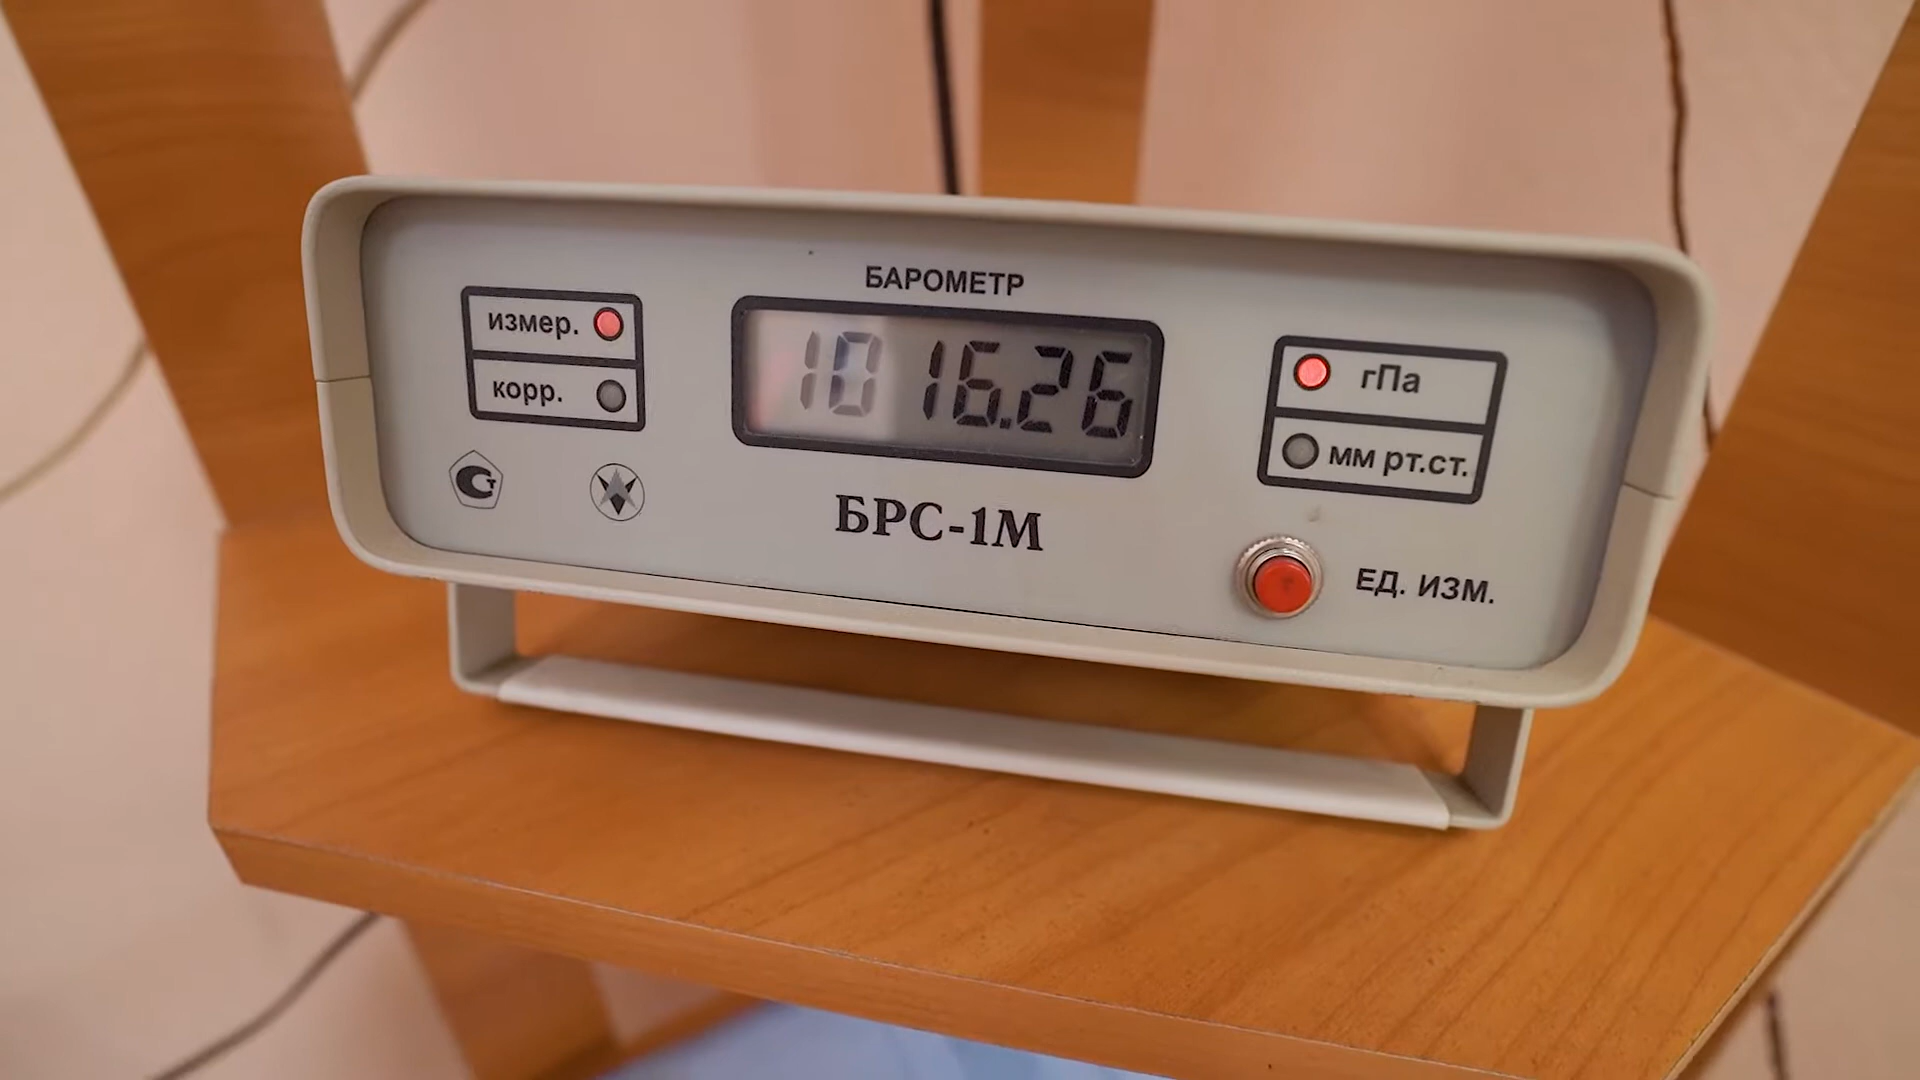 БАРОМЕТР
измер.
корр.
1016.26
гПа
мм рт.ст.
БРС-1М
ЕД. ИЗМ.